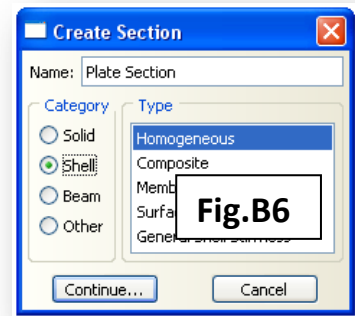 Create Section
Name: Plate Section
Category
Type
Solid
Shell
Beam
Other
Homogeneous
Composite
Fig.B6
Continue...
Cancel